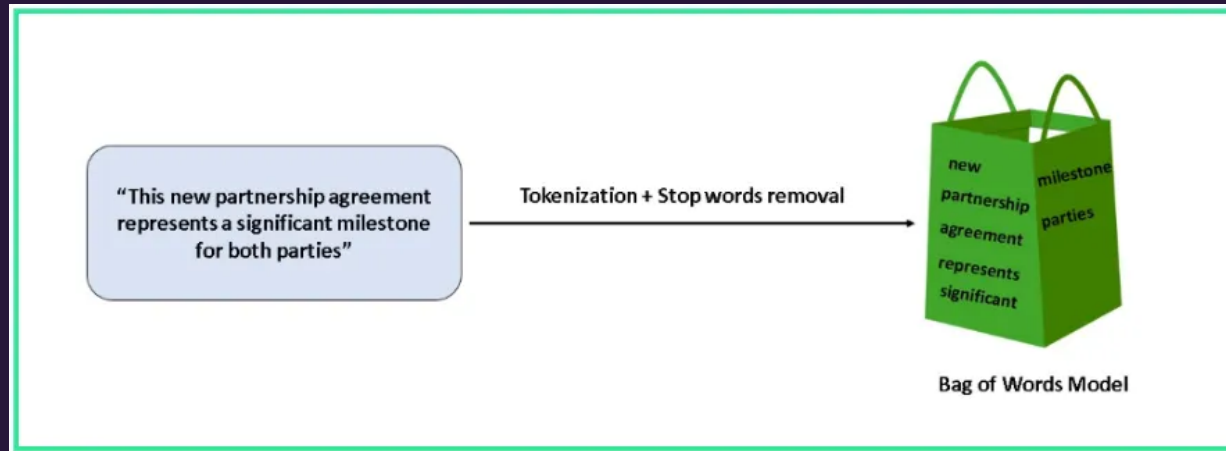 “This new partnership agreement
represents a significant milestone
for both parties”
Tokenization + Stop words removal
new
partnership
agreement
represents
significant
milestone
parties
Bag of Words Model